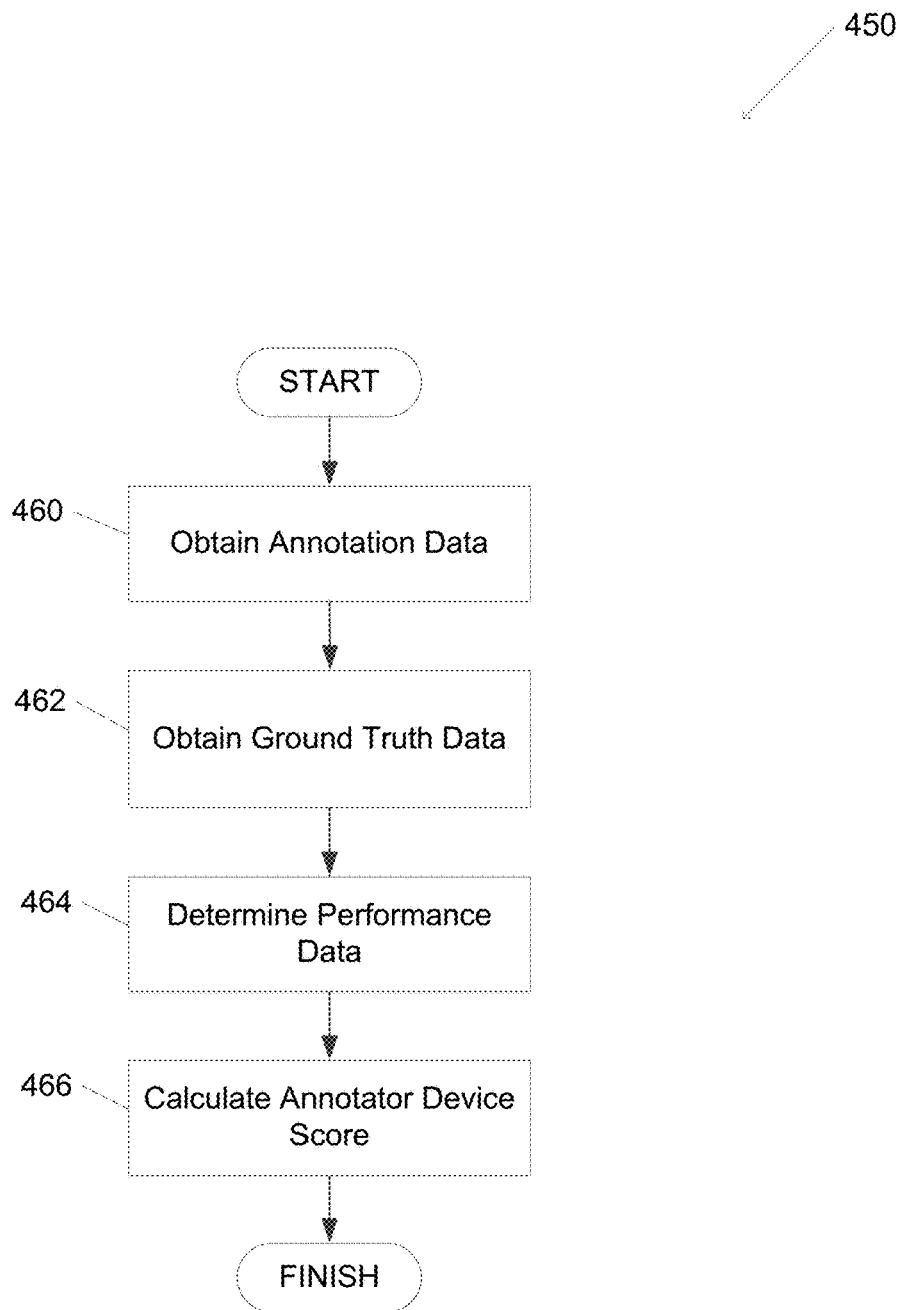 450
START
460
Obtain Annotation Data
462
Obtain Ground Truth Data
464
Determine Performance
Data
466
Calculate Annotator Device
Score
FINISH